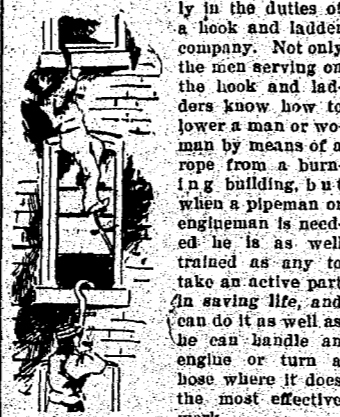 ly in the duties of
a hook and ladder
company. Not only
the men serving on
the hook and lad-
ders know how to
lower a man or wo-
man by means of a
rope from a burn-
ing building, but
when a pipeman or
engineman is need-
ed he is as well
trained as any to
take an active part
in saving life, and
can do it as well as
he can handle an
engine or turn a
hose where it does
the most effective
work